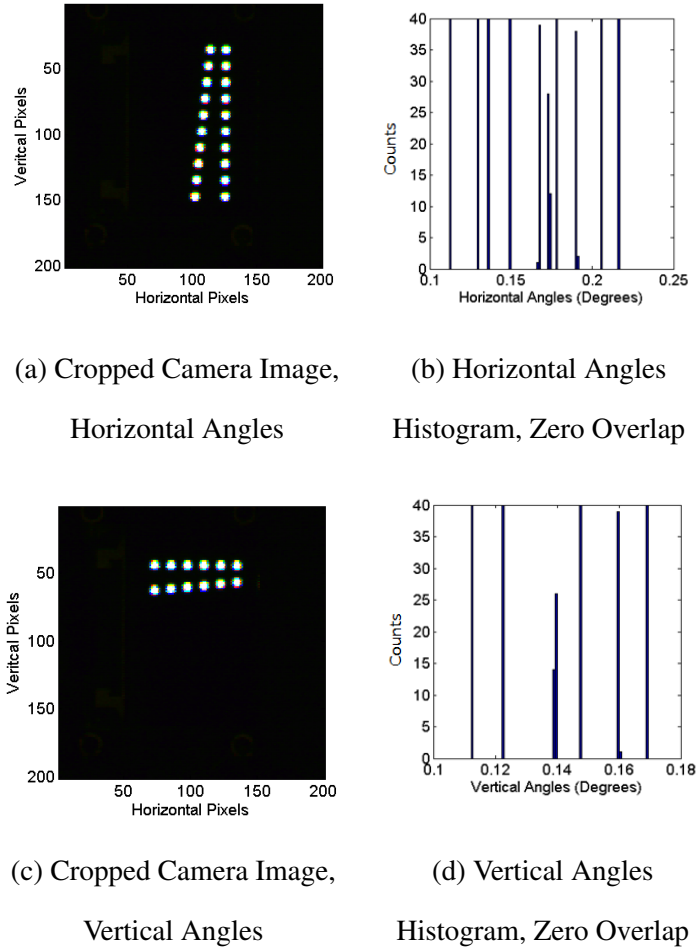 50
100
150
200
Veritcal Pixels
50 100 150 200
Horizontal Pixels
40
35
30
25
20
15
10
5
0
Counts
0.1 0.15 0.2 0.25
Horizontal Angles (Degrees)
(a) Cropped Camera Image,
Horizontal Angles
(b) Horizontal Angles
Histogram, Zero Overlap
50
100
150
200
Veritcal Pixels
50 100 150 200
Horizontal Pixels
40
35
30
25
20
15
10
5
0
Counts
0.1 0.12 0.14 0.16 0.18
Vertical Angles (Degrees)
(c) Cropped Camera Image,
Vertical Angles
(d) Vertical Angles
Histogram, Zero Overlap